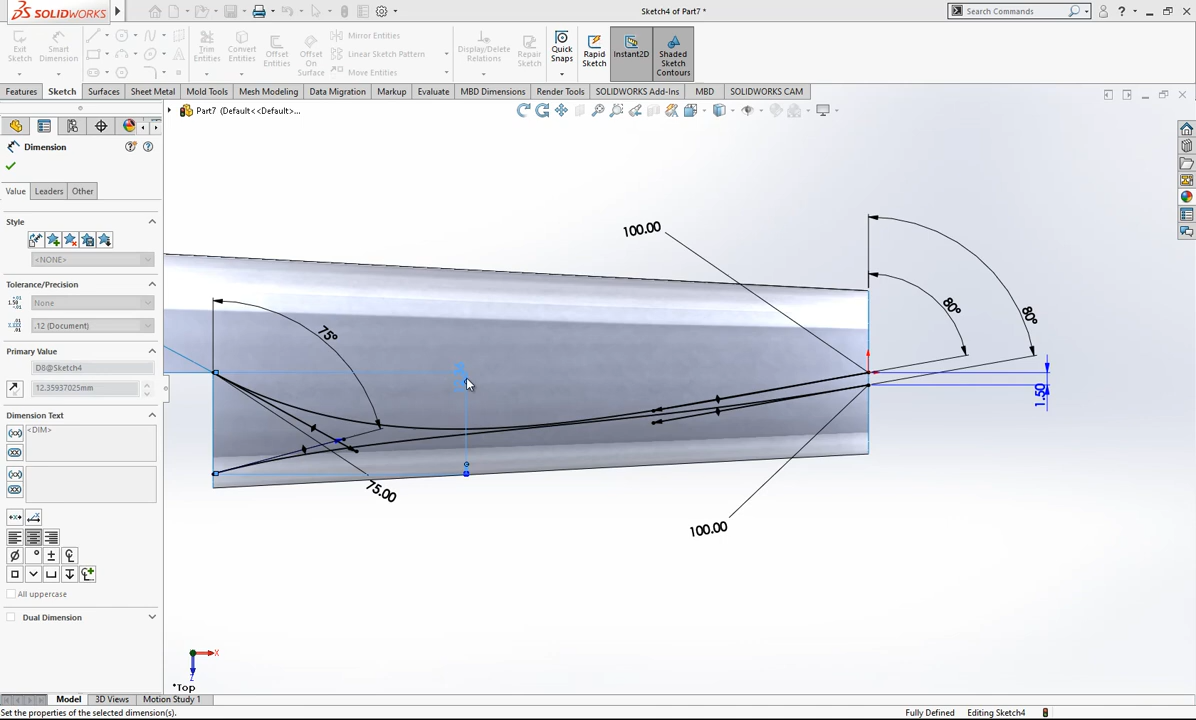 SOLIDWORKS
Sketch4 of Part7 *
Search Commands
Exit Sketch
Smart Dimension
Trim Entities
Convert Entities
Offset Entities
Offset On Surface
Mirror Entities
Linear Sketch Pattern
Move Entities
Display/Delete Relations
Repair Sketch
Quick Snaps
Rapid Sketch
Instant2D
Shaded Sketch Contours
Features
Sketch
Surfaces
Sheet Metal
Mold Tools
Mesh Modeling
Data Migration
Markup
Evaluate
MBD Dimensions
Render Tools
SOLIDWORKS Add-Ins
MBD
SOLIDWORKS CAM
Part7 (Default<<Default>...
Dimension
Value
Leaders
Other
Style
<NONE>
Tolerance/Precision
None
.12 (Document)
Primary Value
D8@Sketch4
12.35937025mm
Dimension Text
<DIM>
All uppercase
Dual Dimension
100.00
80°
80°
75°
1.50
75.00
100.00
X
Z
*Top
Model
3D Views
Motion Study 1
Set the properties of the selected dimension(s).
Fully Defined
Editing Sketch4